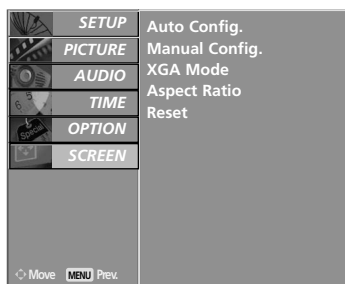 SETUP
PICTURE
AUDIO
TIME
OPTION
SCREEN
Auto Config.
Manual Config.
XGA Mode
Aspect Ratio
Reset
Move MENU Prev.